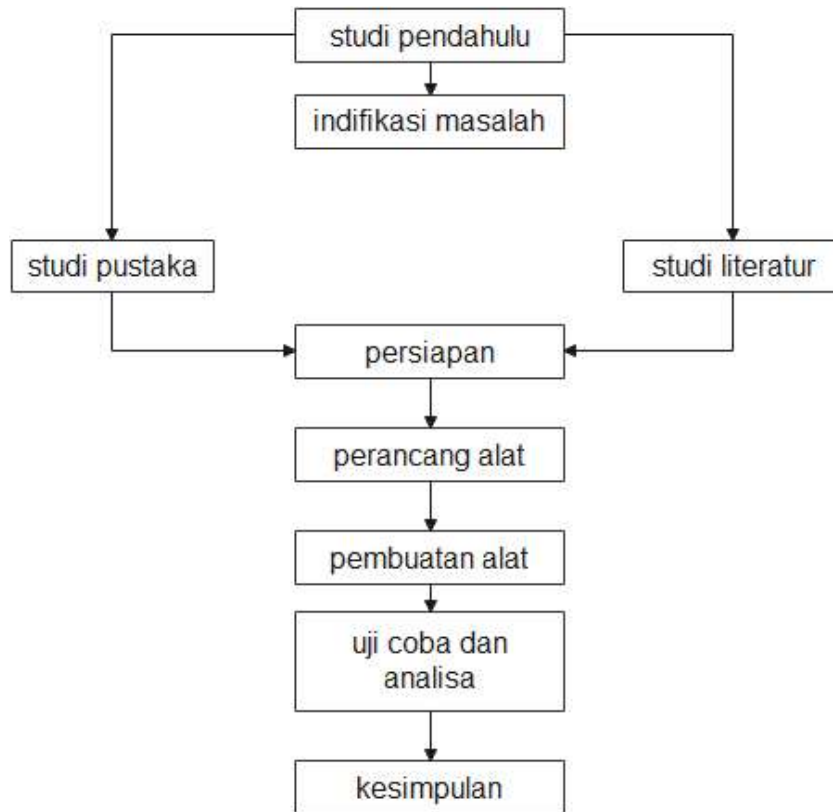 studi pendahulu
indifikasi masalah
studi pustaka
studi literatur
persiapan
perancang alat
pembuatan alat
uji coba dan
analisa
kesimpulan